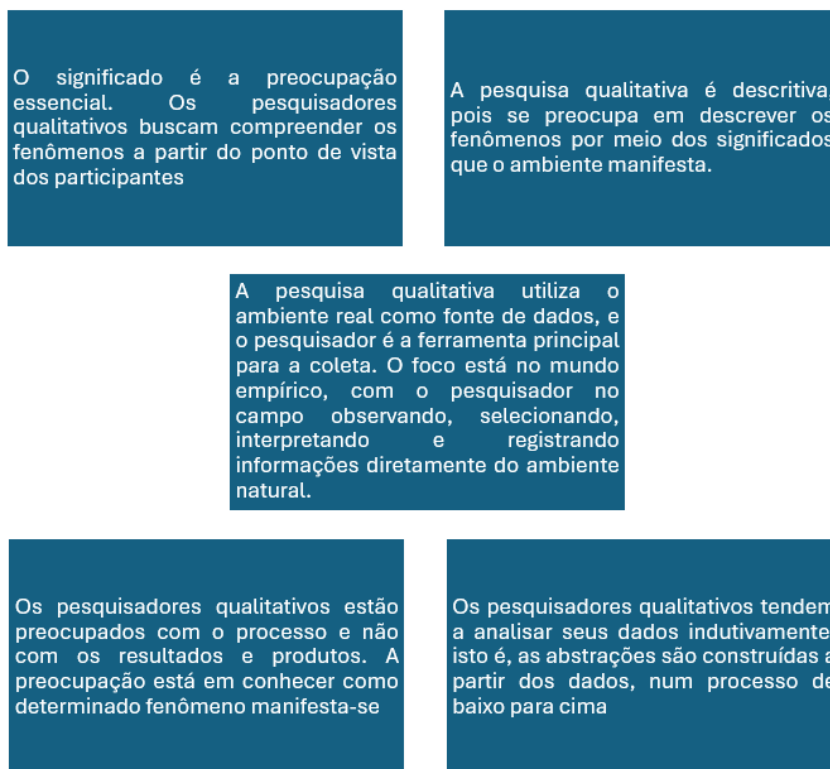 O significado é a preocupação
essencial. Os pesquisadores
qualitativos buscam compreender os
fenômenos a partir do ponto de vista
dos participantes
A pesquisa qualitativa é descritiva,
pois se preocupa em descrever os
fenômenos por meio dos significados
que o ambiente manifesta.
A pesquisa qualitativa utiliza o
ambiente real como fonte de dados, e
o pesquisador é a ferramenta principal
para a coleta. O foco está no mundo
empírico, com o pesquisador no
campo observando, selecionando,
interpretando e registrando
informações diretamente do ambiente
natural.
Os pesquisadores qualitativos estão
preocupados com o processo e não
com os resultados e produtos. A
preocupação está em conhecer como
determinado fenômeno manifesta-se
Os pesquisadores qualitativos tendem
a analisar seus dados indutivamente,
isto é, as abstrações são construídas a
partir dos dados, num processo de
baixo para cima